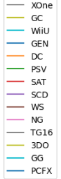 XOne
GC
WiiU
GEN
DC
PSV
SAT
SCD
WS
NG
TG16
3DO
GG
PCFX